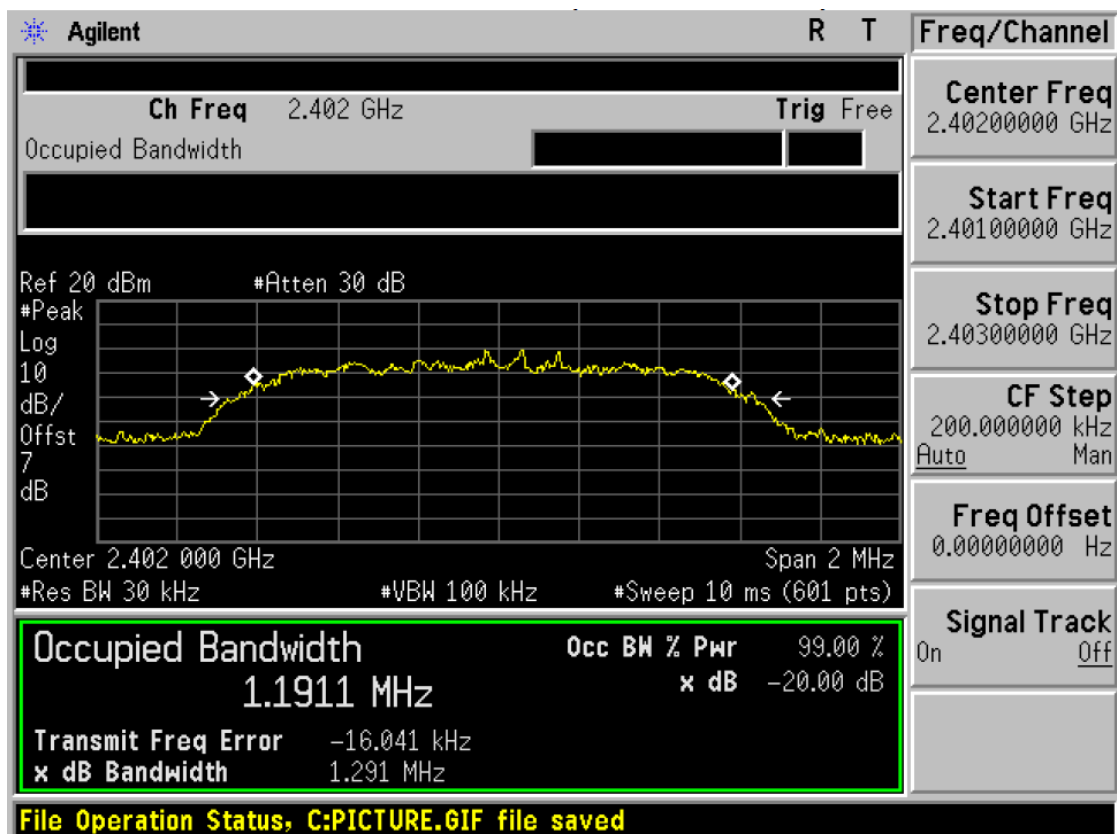 Agilent R T
Freq/Channel
Ch Freq 2.402 GHz Trig Free
Occupied Bandwidth
Center Freq
2.40200000 GHz
Start Freq
2.40100000 GHz
Stop Freq
2.40300000 GHz
CF Step
200.000000 kHz
Auto Man
Freq Offset
0.00000000 Hz
Signal Track
On Off
Ref 20 dBm #Atten 30 dB
#Peak
Log
10
dB/
Offst
7
dB
Center 2.402 000 GHz Span 2 MHz
#Res BW 30 kHz #VBW 100 kHz #Sweep 10 ms (601 pts)
Occupied Bandwidth
1.1911 MHz
Occ BW % Pwr 99.00 %
x dB -20.00 dB
Transmit Freq Error -16.041 kHz
x dB Bandwidth 1.291 MHz
File Operation Status, C:PICTURE.GIF file saved